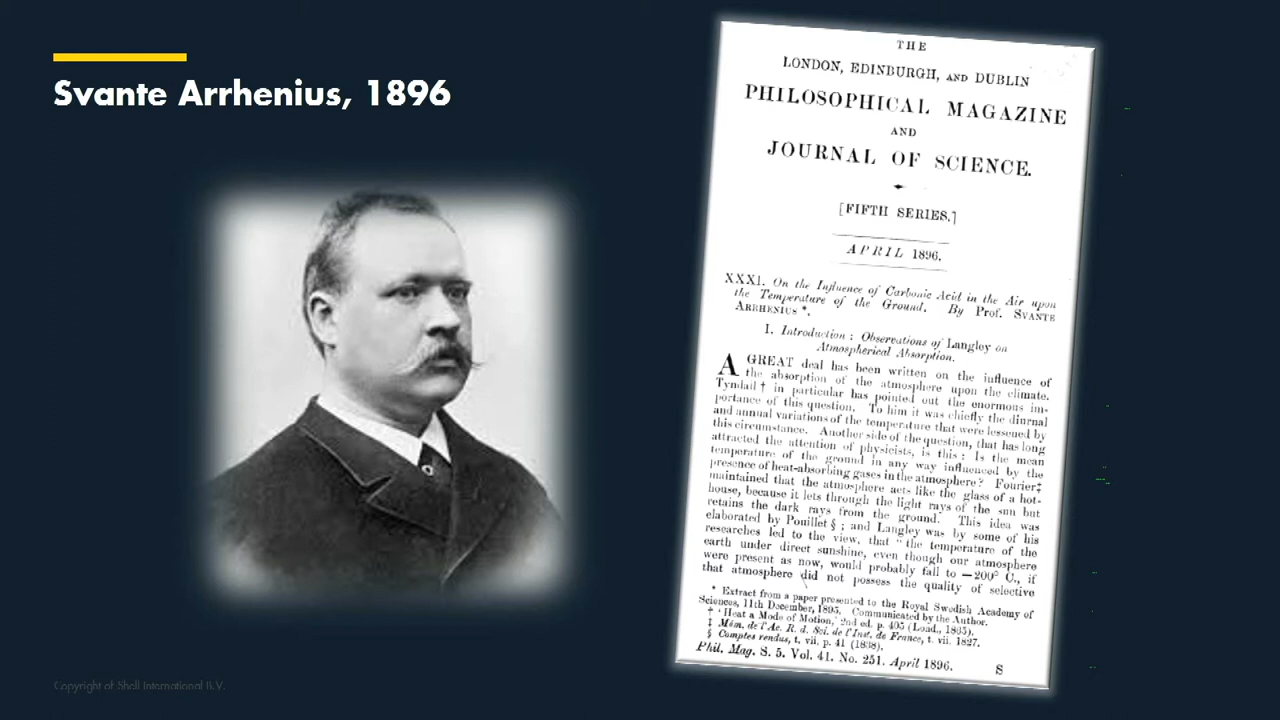 Svante Arrhenius, 1896
THE
LONDON, EDINBURGH, AND DUBLIN
PHILOSOPHICAL MAGAZINE
AND
JOURNAL OF SCIENCE.
[FIFTH SERIES.]
APRIL 1896.
XXXI. On the Influence of Carbonic Acid in the Air upon
the Temperature of the Ground. By Prof. SVANTE
ARRHENIUS *.
I. Introduction : Observations of Langley on
Atmospherical Absorption.
A GREAT deal has been written on the influence of
the absorption of the atmosphere upon the climate.
Tyndall † in particular has pointed out the enormous im-
portance of this question. To him it was chiefly the diurnal
and annual variations of the temperature that were lessened by
this circumstance. Another side of the question, that has long
attracted the attention of physicists, is this : Is the mean
temperature of the ground in any way influenced by the
presence of heat-absorbing gases in the atmosphere ? Fourier ‡
maintained that the atmosphere acts like the glass of a hot-
house, because it lets through the light rays of the sun but
retains the dark rays from the ground. This idea was
elaborated by Pouillet § ; and Langley was by some of his
researches led to the view, that " the temperature of the
earth under direct sunshine, even though our atmosphere
were present as now, would probably fall to —200° C., if
that atmosphere did not possess the quality of selective
* Extract from a paper presented to the Royal Swedish Academy of
Sciences, 11th December, 1895. Communicated by the Author.
† ' Heat a Mode of Motion,' 2nd ed. p. 405 (Lond., 1865).
‡ Mém. de l'Ac. R. d. Sci. de l'Inst. de France, t. vii. 1827.
§ Comptes rendus, t. vii. p. 41 (1838).
Phil. Mag. S. 5. Vol. 41. No. 251. April 1896. S
Copyright of Shell International B.V.